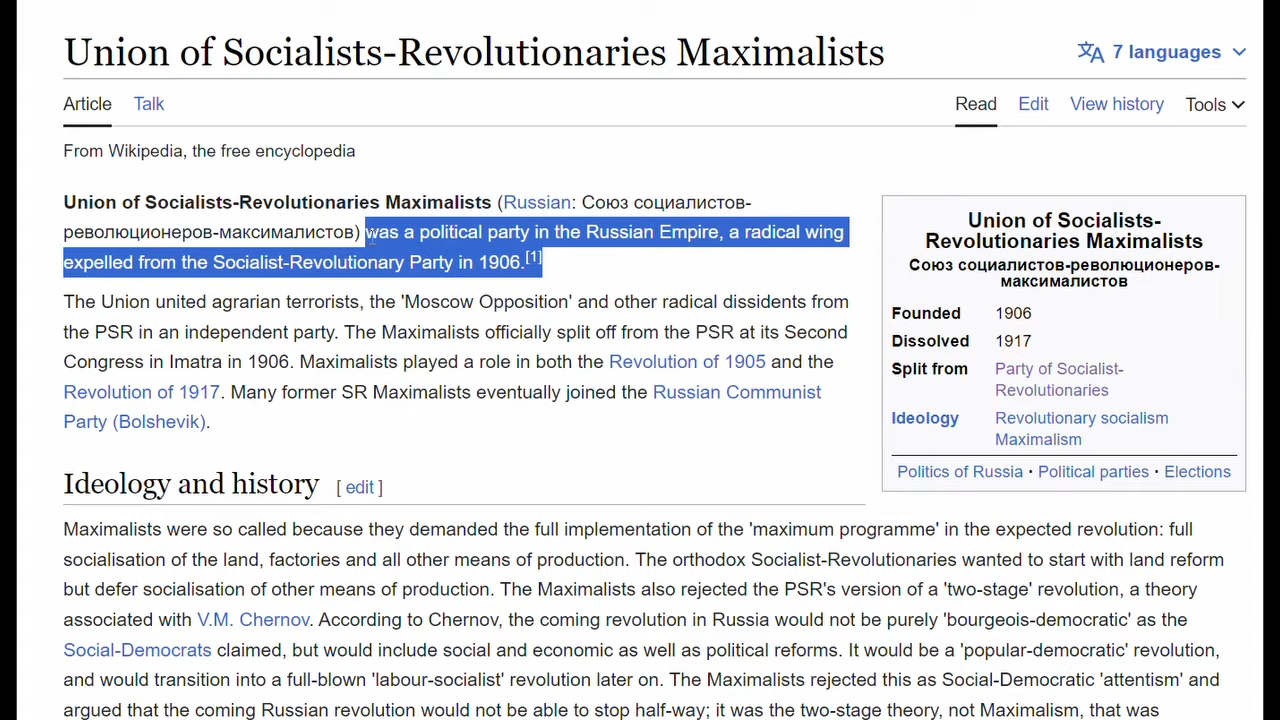 Union of Socialists-Revolutionaries Maximalists
7 languages
Article Talk
Read Edit View history Tools
From Wikipedia, the free encyclopedia
Union of Socialists-Revolutionaries Maximalists (Russian: Союз социалистов-
революционеров-максималистов) was a political party in the Russian Empire, a radical wing
expelled from the Socialist-Revolutionary Party in 1906.[1]
The Union united agrarian terrorists, the 'Moscow Opposition' and other radical dissidents from
the PSR in an independent party. The Maximalists officially split off from the PSR at its Second
Congress in Imatra in 1906. Maximalists played a role in both the Revolution of 1905 and the
Revolution of 1917. Many former SR Maximalists eventually joined the Russian Communist
Party (Bolshevik).
Union of Socialists-
Revolutionaries Maximalists
Союз социалистов-революционеров-
максималистов
Founded 1906
Dissolved 1917
Split from Party of Socialist-
Revolutionaries
Ideology Revolutionary socialism
Maximalism
Politics of Russia · Political parties · Elections
Ideology and history [ edit ]
Maximalists were so called because they demanded the full implementation of the 'maximum programme' in the expected revolution: full
socialisation of the land, factories and all other means of production. The orthodox Socialist-Revolutionaries wanted to start with land reform
but defer socialisation of other means of production. The Maximalists also rejected the PSR's version of a 'two-stage' revolution, a theory
associated with V.M. Chernov. According to Chernov, the coming revolution in Russia would not be purely 'bourgeois-democratic' as the
Social-Democrats claimed, but would include social and economic as well as political reforms. It would be a 'popular-democratic' revolution,
and would transition into a full-blown 'labour-socialist' revolution later on. The Maximalists rejected this as Social-Democratic 'attentism' and
argued that the coming Russian revolution would not be able to stop half-way; it was the two-stage theory, not Maximalism, that was